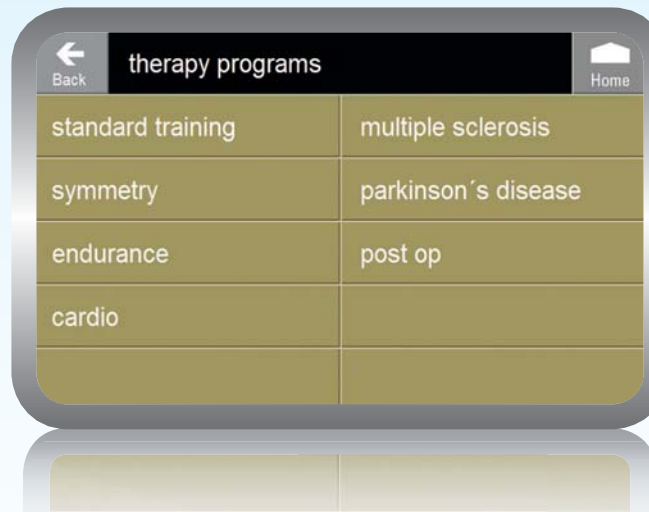 Back
therapy programs
Home
standard training
multiple sclerosis
symmetry
parkinson´s disease
endurance
post op
cardio